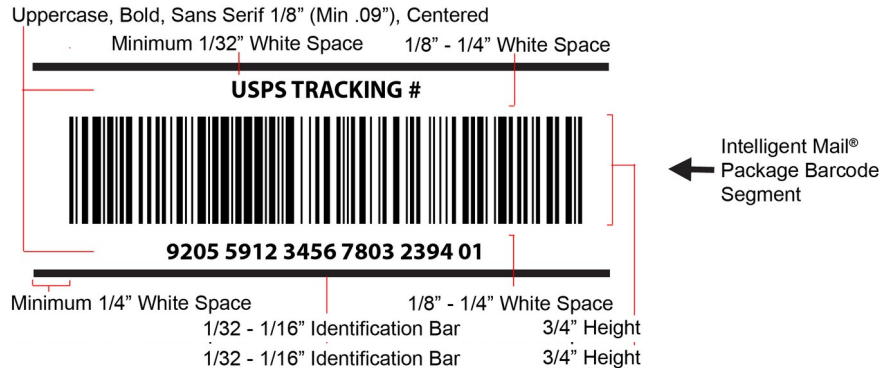 Uppercase, Bold, Sans Serif 1/8” (Min .09”), Centered
Minimum 1/32” White Space
1/8” - 1/4” White Space
USPS TRACKING #
Intelligent Mail®
Package Barcode
Segment
9205 5912 3456 7803 2394 01
Minimum 1/4” White Space
1/8” - 1/4” White Space
1/32 - 1/16” Identification Bar
3/4” Height
1/32 - 1/16” Identification Bar
3/4” Height